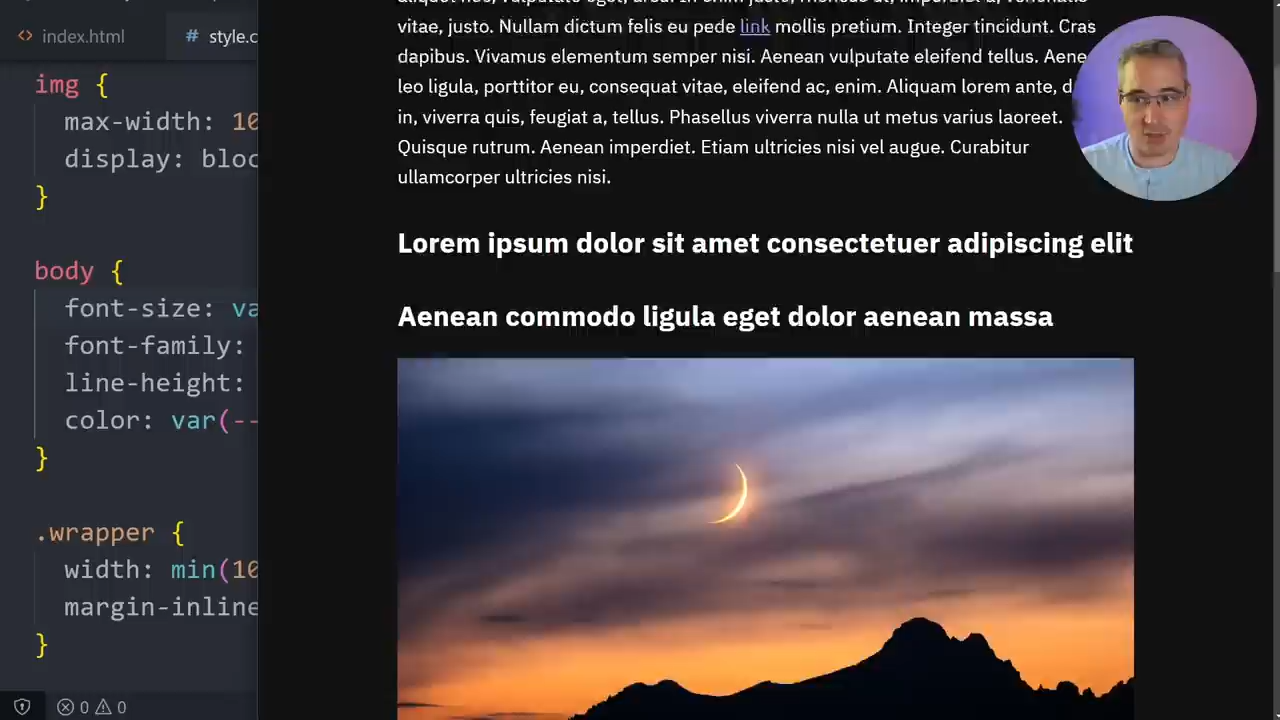 index.html
# style.c
img {
max-width: 10
display: bloc
}
body {
font-size: va
font-family:
line-height:
color: var(--
}
.wrapper {
width: min(10
margin-inline
}
0 0
vitae, justo. Nullam dictum felis eu pede link mollis pretium. Integer tincidunt. Cras
dapibus. Vivamus elementum semper nisi. Aenean vulputate eleifend tellus. Aene
leo ligula, porttitor eu, consequat vitae, eleifend ac, enim. Aliquam lorem ante, d
in, viverra quis, feugiat a, tellus. Phasellus viverra nulla ut metus varius laoreet.
Quisque rutrum. Aenean imperdiet. Etiam ultricies nisi vel augue. Curabitur
ullamcorper ultricies nisi.
Lorem ipsum dolor sit amet consectetuer adipiscing elit
Aenean commodo ligula eget dolor aenean massa